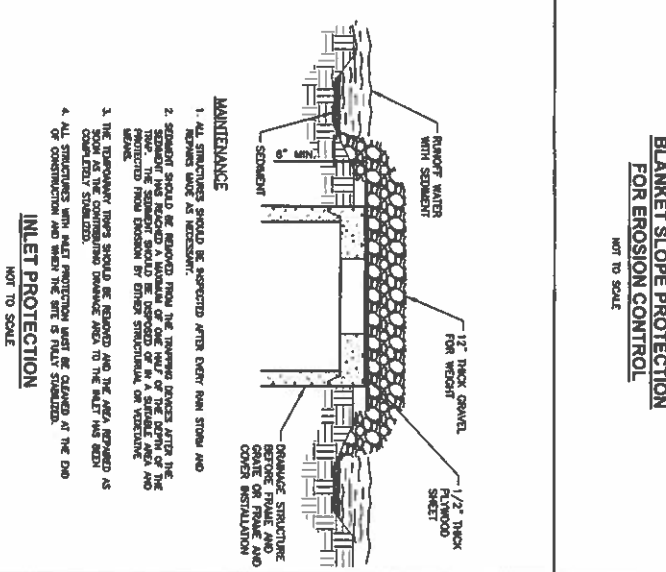 BLANKET SLOPE PROTECTION
FOR EROSION CONTROL
NOT TO SCALE
RUNOFF WATER
WITH SEDIMENT
12" THICK GRAVEL
FOR WEIGHT
1/2" THICK
PLYWOOD
SHEET
6" MIN.
SEDIMENT
DRAINAGE STRUCTURE
BEFORE FRAME AND
GRATE OR FRAME AND
COVER INSTALLATION
MAINTENANCE
1. ALL STRUCTURES SHOULD BE INSPECTED AFTER EVERY RAIN STORM AND
REPAIRS MADE AS NECESSARY.
2. SEDIMENT SHOULD BE REMOVED FROM THE TRAPPING DEVICES AFTER THE
SEDIMENT HAS REACHED A MAXIMUM OF ONE HALF OF THE DEPTH OF THE
TRAP. THE SEDIMENT SHOULD BE DISPOSED OF IN A SUITABLE AREA AND
PROTECTED FROM EROSION BY EITHER STRUCTURAL OR VEGETATIVE
MEANS.
3. THE TEMPORARY TRAPS SHOULD BE REMOVED AND THE AREA REPAIRED AS
SOON AS THE CONTRIBUTING DRAINAGE AREA TO THE INLET HAS BEEN
COMPLETELY STABILIZED.
4. ALL STRUCTURES WITH INLET PROTECTION MUST BE CLEANED AT THE END
OF CONSTRUCTION AND WHEN THE SITE IS FULLY STABILIZED.
INLET PROTECTION
NOT TO SCALE